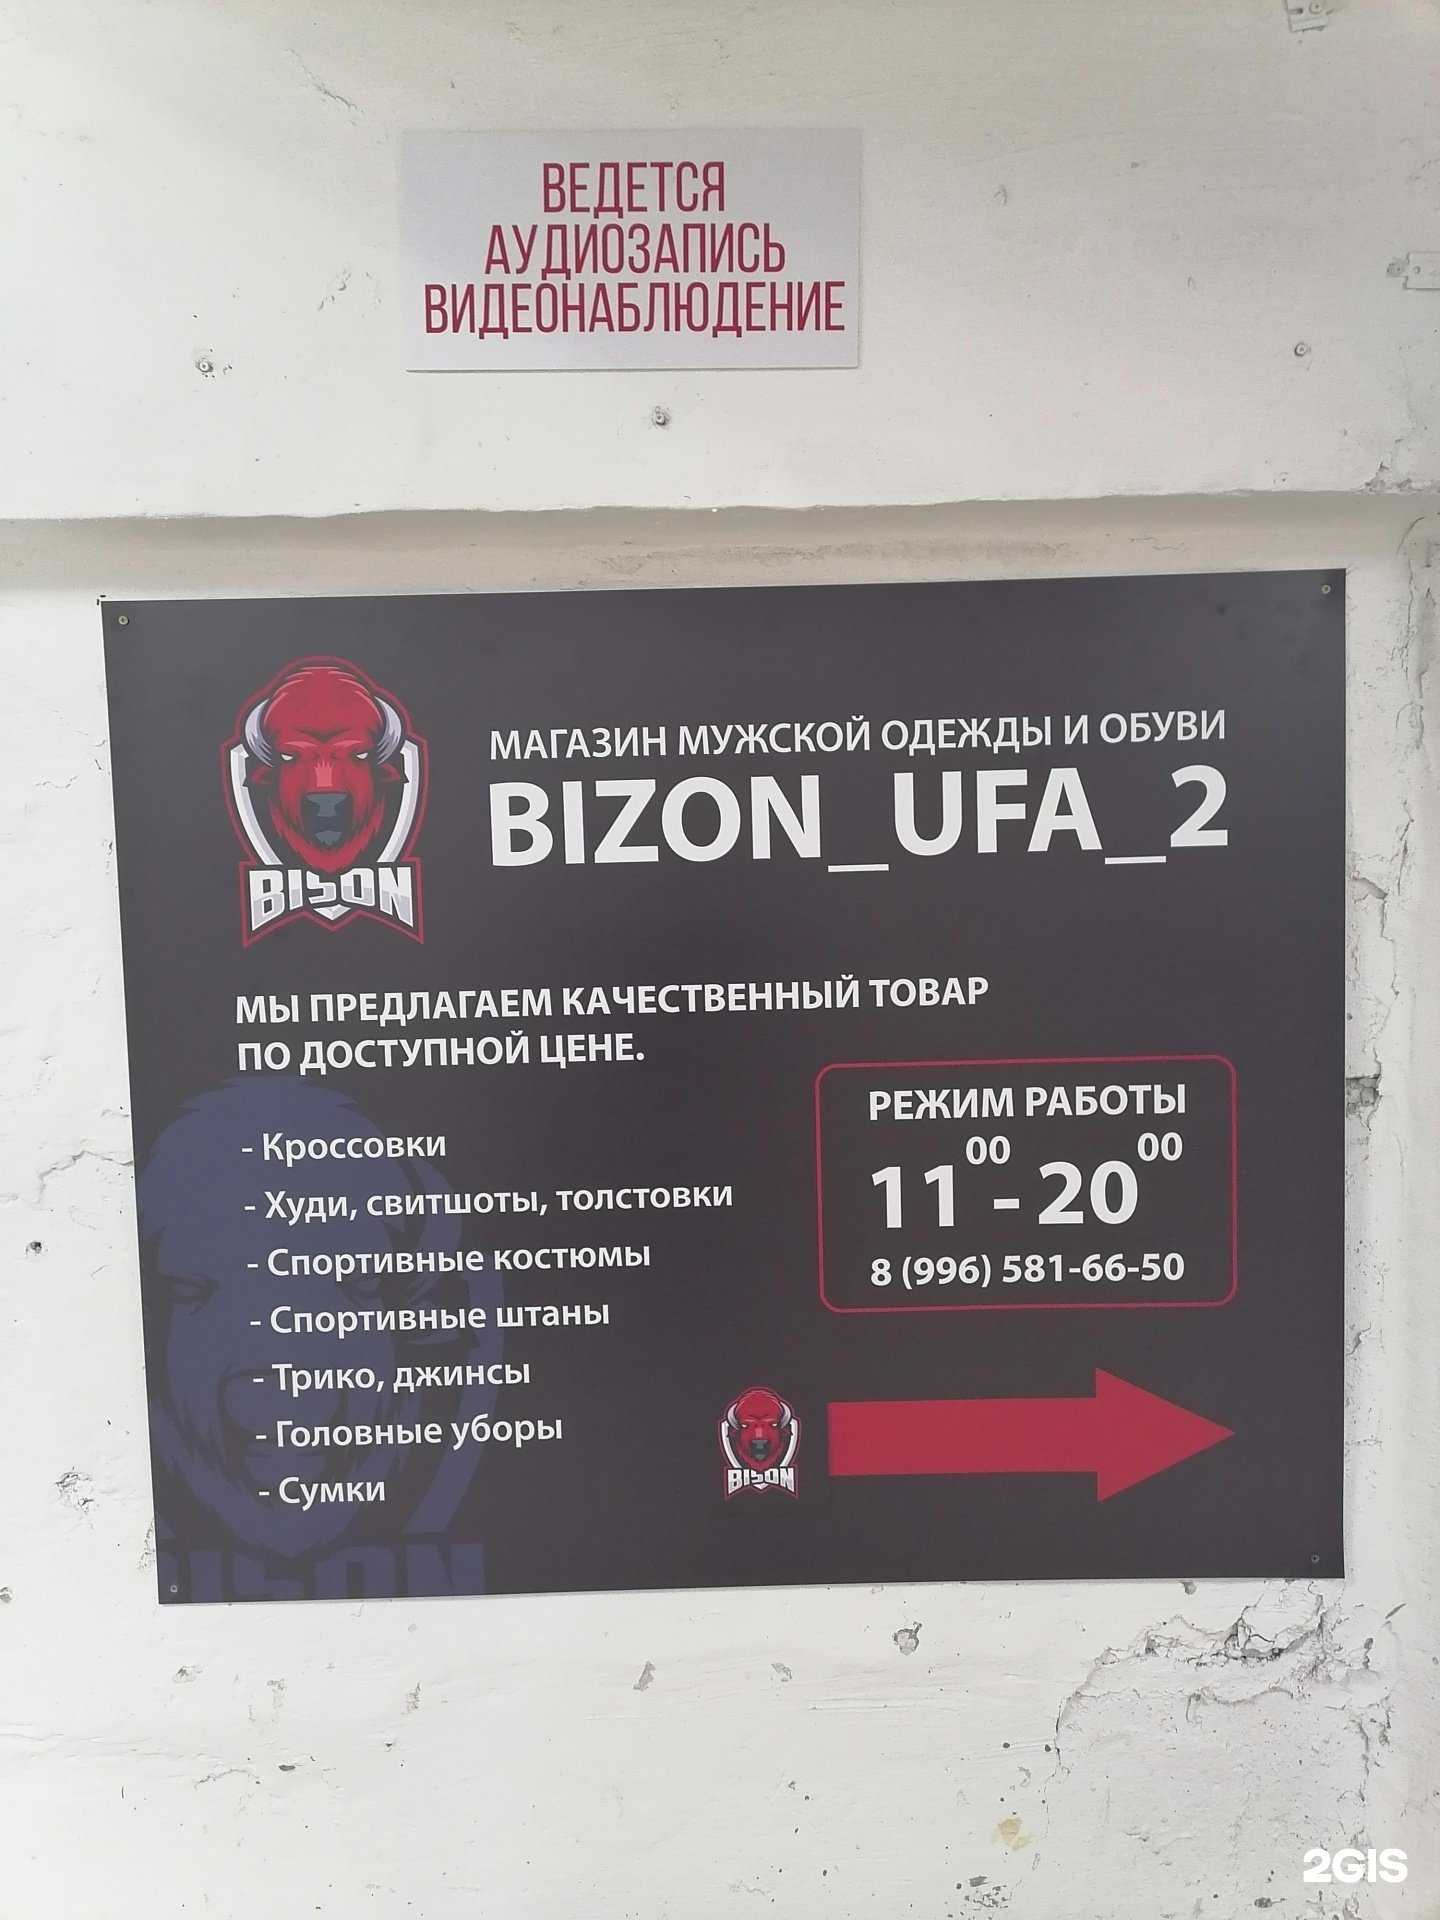 ВЕДЕТСЯ
АУДИОЗАПИСЬ
ВИДЕОНАБЛЮДЕНИЕ
BISON
МАГАЗИН МУЖСКОЙ ОДЕЖДЫ И ОБУВИ
BIZON_UFA_2
МЫ ПРЕДЛАГАЕМ КАЧЕСТВЕННЫЙ ТОВАР
ПО ДОСТУПНОЙ ЦЕНЕ.
- Кроссовки
- Худи, свитшоты, толстовки
- Спортивные костюмы
- Спортивные штаны
- Трико, джинсы
- Головные уборы
- Сумки
РЕЖИМ РАБОТЫ
11 00 - 20 00
8 (996) 581-66-50
BISON
BISON
2GIS